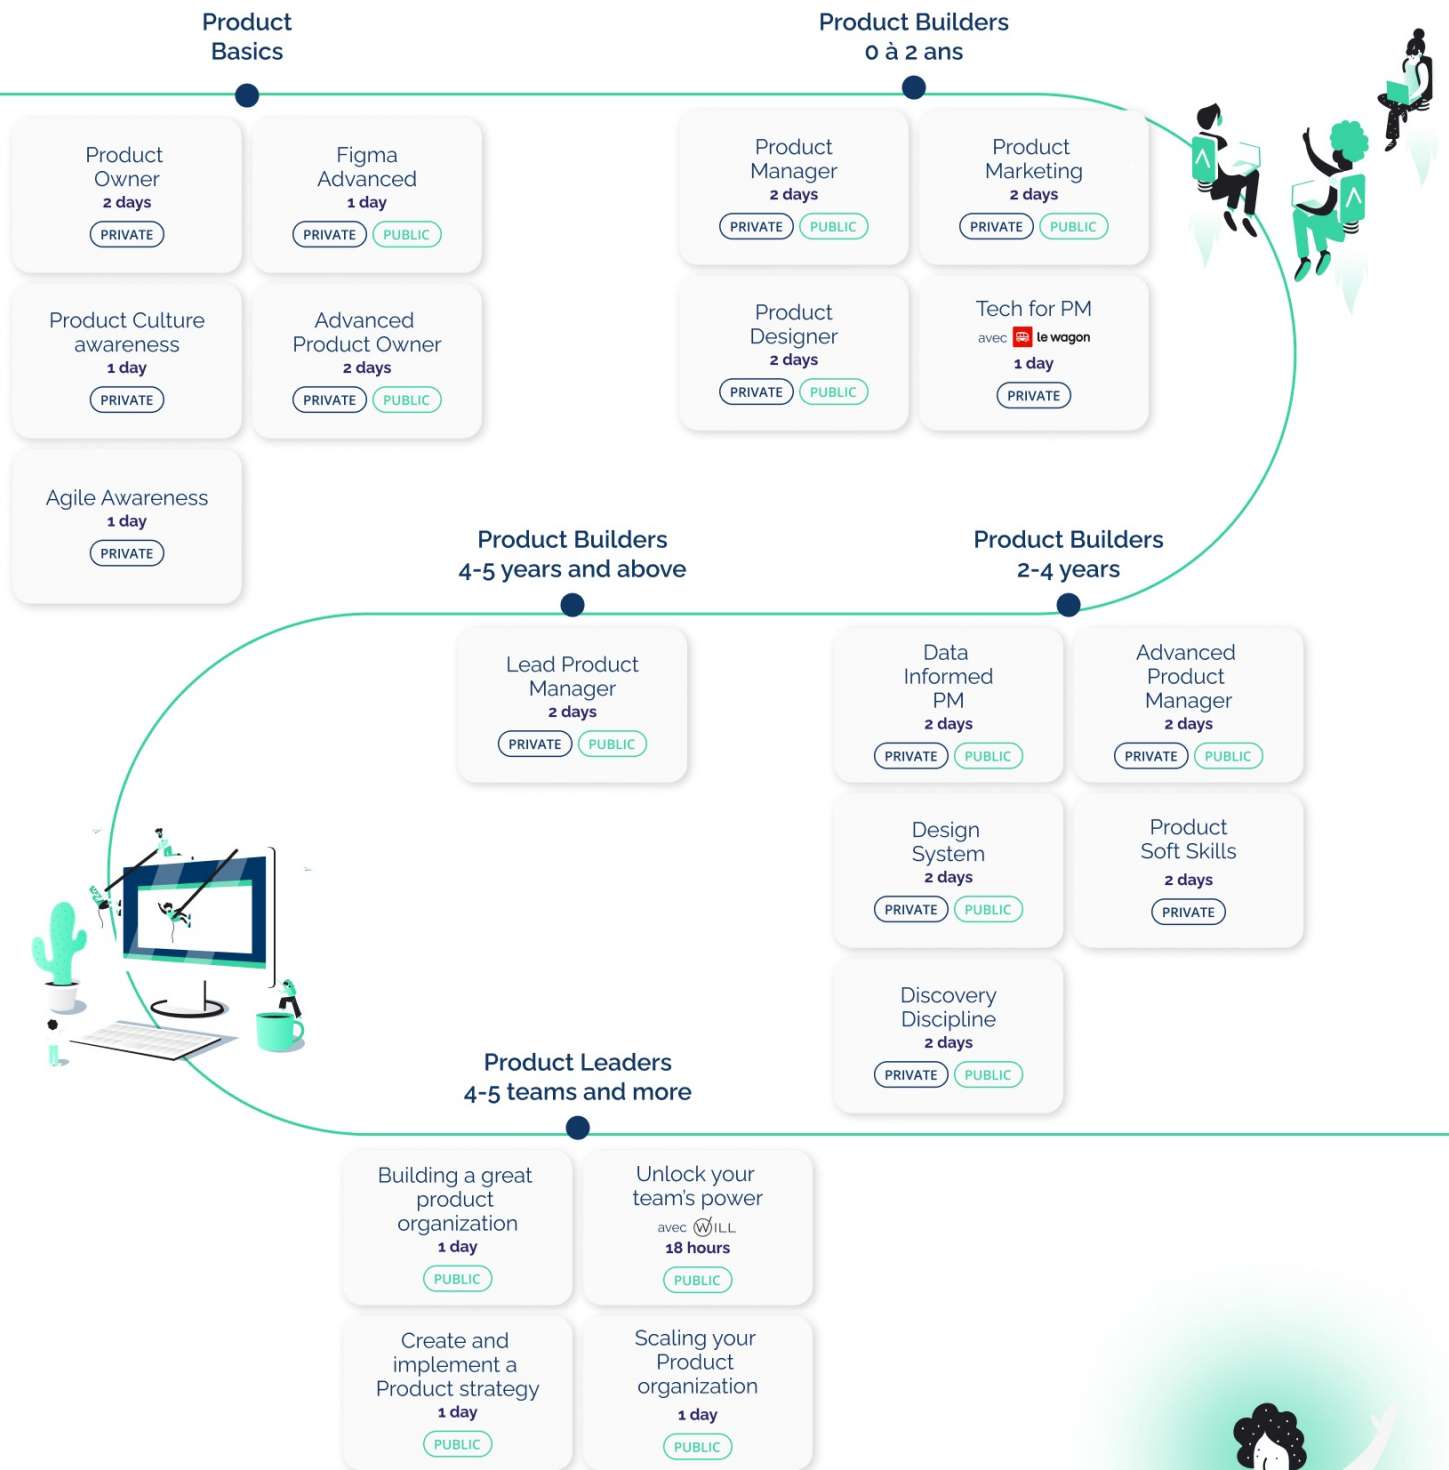 Product
Basics
Product Builders
0 à 2 ans
Product
Owner
2 days
PRIVATE
Figma
Advanced
1 day
PRIVATE PUBLIC
Product Culture
awareness
1 day
PRIVATE
Advanced
Product Owner
2 days
PRIVATE PUBLIC
Agile Awareness
1 day
PRIVATE
Product
Manager
2 days
PRIVATE PUBLIC
Product
Marketing
2 days
PRIVATE PUBLIC
Product
Designer
2 days
PRIVATE PUBLIC
Tech for PM
avec le wagon
1 day
PRIVATE
Product Builders
4-5 years and above
Product Builders
2-4 years
Lead Product
Manager
2 days
PRIVATE PUBLIC
Data
Informed
PM
2 days
PRIVATE PUBLIC
Advanced
Product
Manager
2 days
PRIVATE PUBLIC
Design
System
2 days
PRIVATE PUBLIC
Product
Soft Skills
2 days
PRIVATE
Discovery
Discipline
2 days
PRIVATE PUBLIC
Product Leaders
4-5 teams and more
Building a great
product
organization
1 day
PUBLIC
Unlock your
team's power
avec WILL
18 hours
PUBLIC
Create and
implement a
Product strategy
1 day
PUBLIC
Scaling your
Product
organization
1 day
PUBLIC